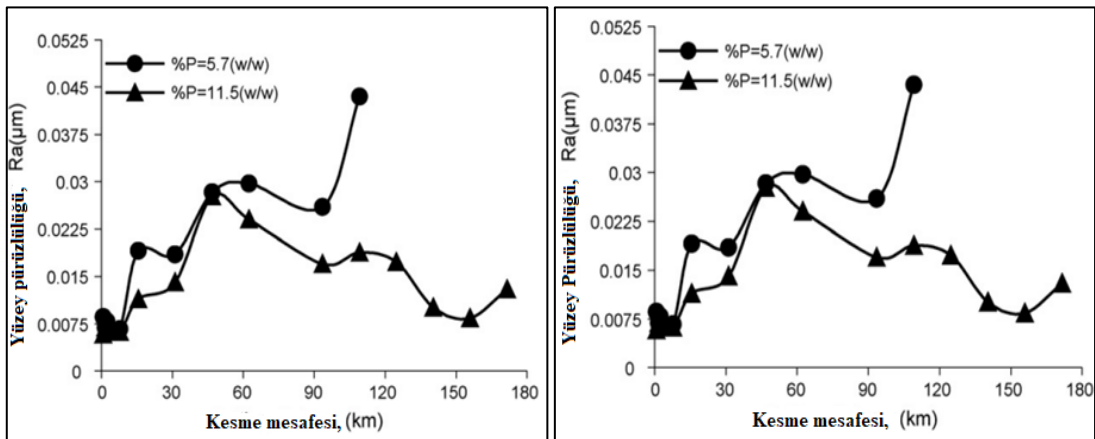 0.0525
%P=5.7(w/w)
0.045
%P=11.5(w/w)
0.0375
0.03
0.0225
0.015
0.0075
0
Yüzey pürüzlülüğü, Ra(µm)
0 30 60 90 120 150 180
Kesme mesafesi, (km)
0.0525
%P=5.7(w/w)
0.045
%P=11.5(w/w)
0.0375
0.03
0.0225
0.015
0.0075
0
Yüzey Pürüzlülüğü, Ra(µm)
0 30 60 90 120 150 180
Kesme mesafesi, (km)